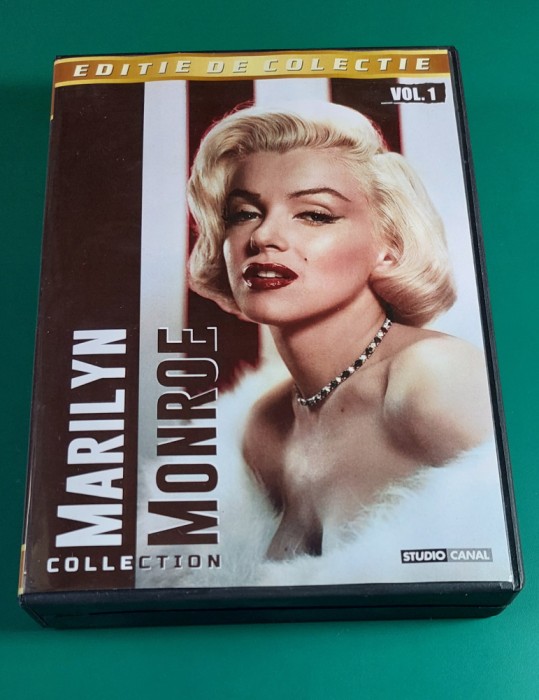 EDITIE DE COLECTIE
VOL. 1
MARILYN
MONROE
COLLECTION
STUDIO CANAL